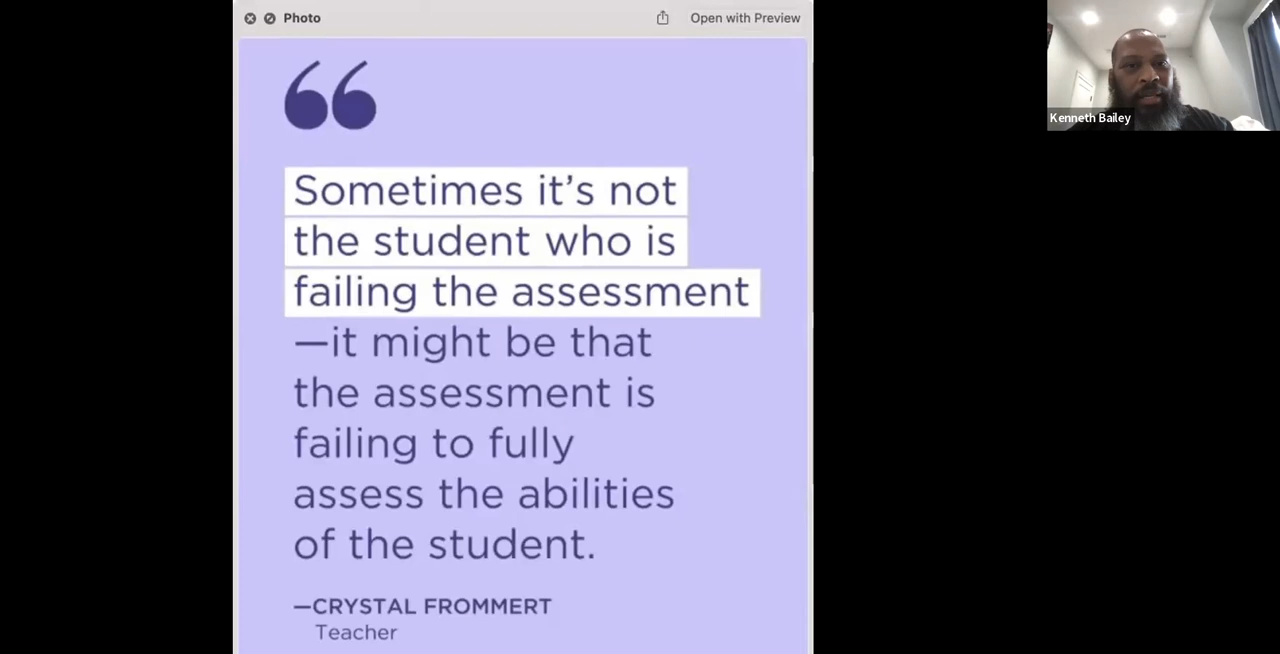 Photo
Open with Preview
Kenneth Bailey
Sometimes it’s not
the student who is
failing the assessment
—it might be that
the assessment is
failing to fully
assess the abilities
of the student.
—CRYSTAL FROMMERT
Teacher